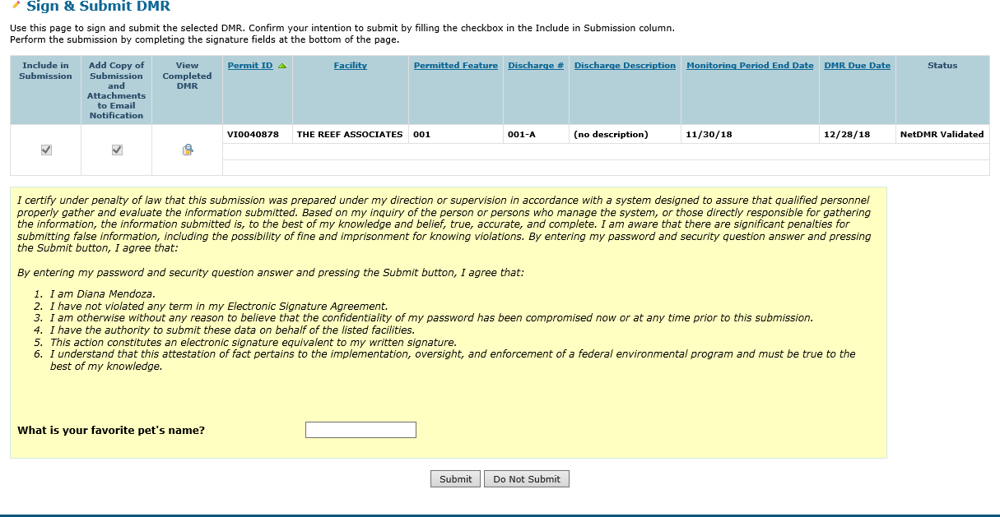 Sign & Submit DMR
Use this page to sign and submit the selected DMR. Confirm your intention to submit by filling the checkbox in the Include in Submission column.
Perform the submission by completing the signature fields at the bottom of the page.
Include in Submission
Add Copy of Submission and Attachments to Email Notification
View Completed DMR
Permit ID
Facility
Permitted Feature
Discharge #
Discharge Description
Monitoring Period End Date
DMR Due Date
Status
VI0040878
THE REEF ASSOCIATES
001
001-A
(no description)
11/30/18
12/28/18
NetDMR Validated
I certify under penalty of law that this submission was prepared under my direction or supervision in accordance with a system designed to assure that qualified personnel
properly gather and evaluate the information submitted. Based on my inquiry of the person or persons who manage the system, or those directly responsible for gathering
the information, the information submitted is, to the best of my knowledge and belief, true, accurate, and complete. I am aware that there are significant penalties for
submitting false information, including the possibility of fine and imprisonment for knowing violations. By entering my password and security question answer and pressing
the Submit button, I agree that:
By entering my password and security question answer and pressing the Submit button, I agree that:
1. I am Diana Mendoza.
2. I have not violated any term in my Electronic Signature Agreement.
3. I am otherwise without any reason to believe that the confidentiality of my password has been compromised now or at any time prior to this submission.
4. I have the authority to submit these data on behalf of the listed facilities.
5. This action constitutes an electronic signature equivalent to my written signature.
6. I understand that this attestation of fact pertains to the implementation, oversight, and enforcement of a federal environmental program and must be true to the
best of my knowledge.
What is your favorite pet's name?
Submit
Do Not Submit